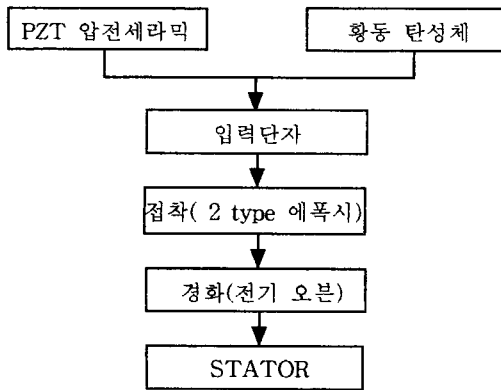 PZT 압전세라믹
황동 탄성체
입력단자
접착( 2 type 에폭시)
경화(전기 오븐)
STATOR